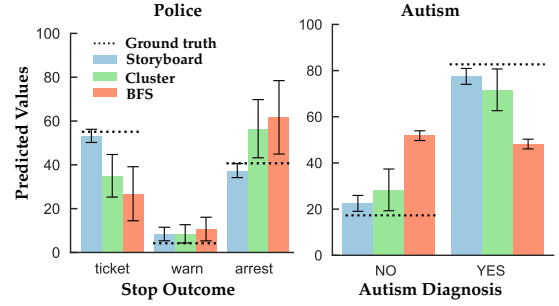 Police
Autism
Predicted Values
100
80
60
40
20
0
Ground truth
Storyboard
Cluster
BFS
ticket warn arrest
Stop Outcome
100
80
60
40
20
0
NO YES
Autism Diagnosis